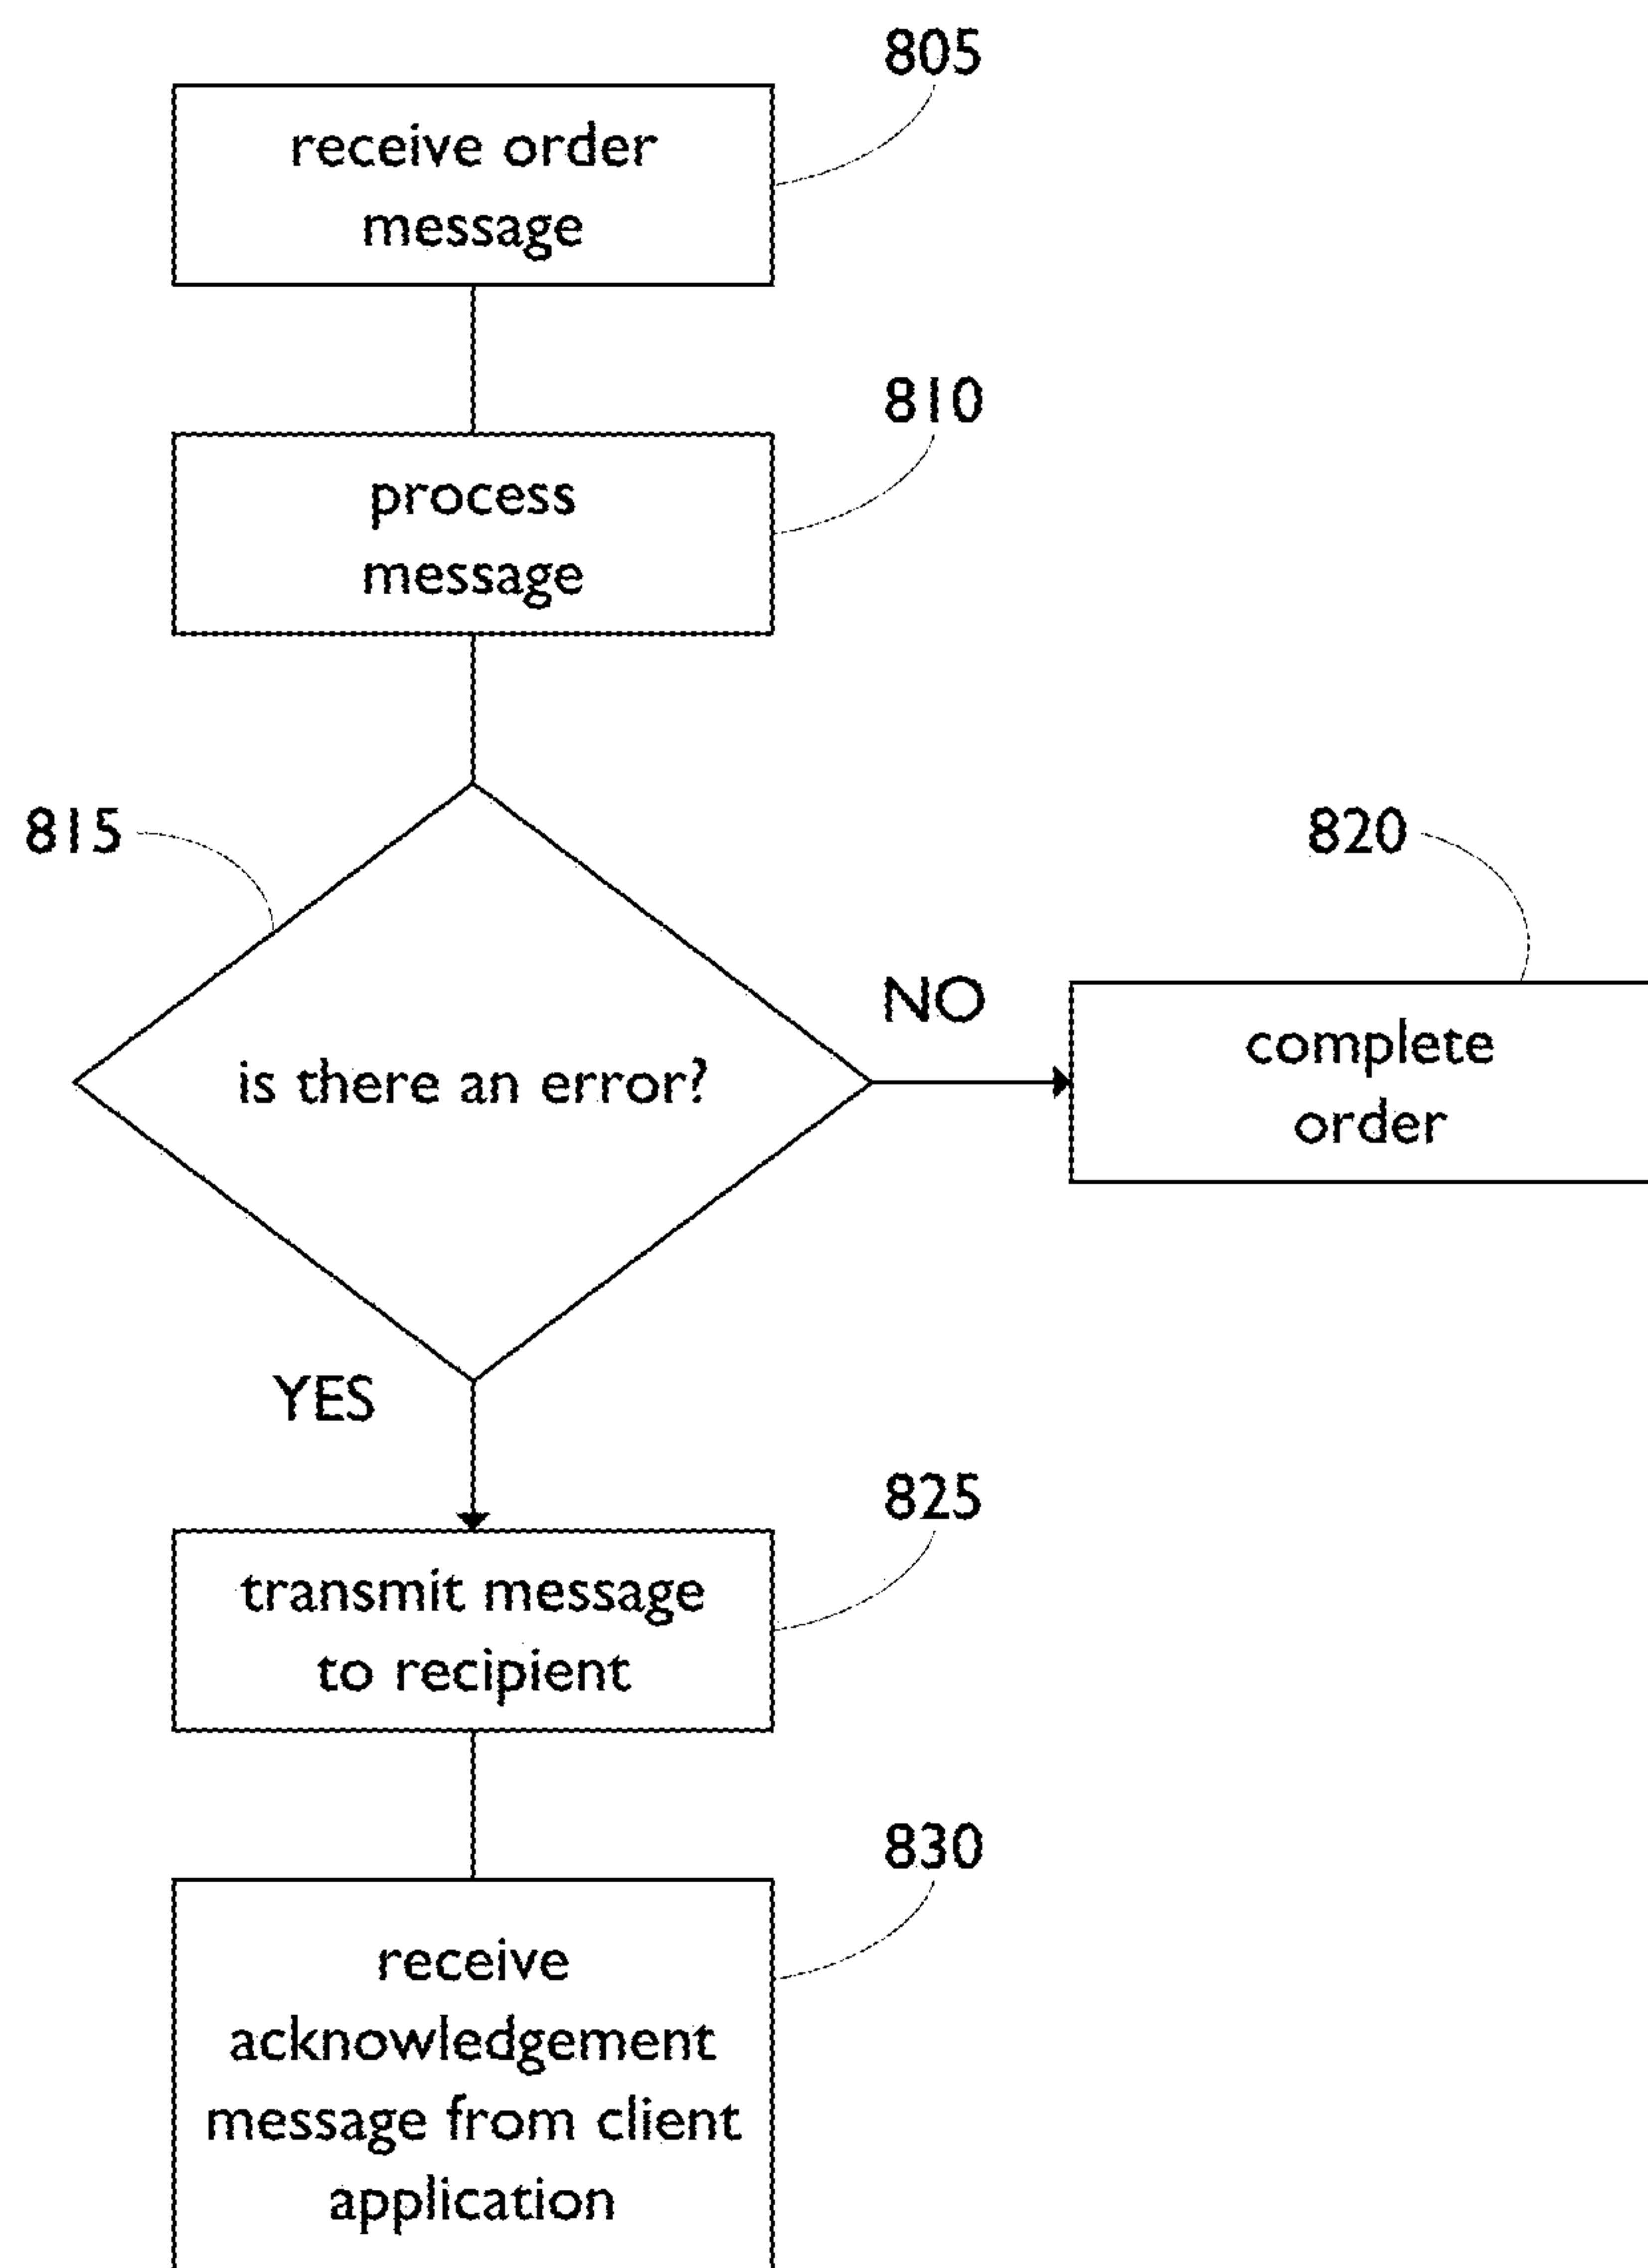 805
receive order
message
810
process
message
815
820
NO
is there an error?
complete
order
YES
825
transmit message
to recipient
830
receive
acknowledgement
message from client
application